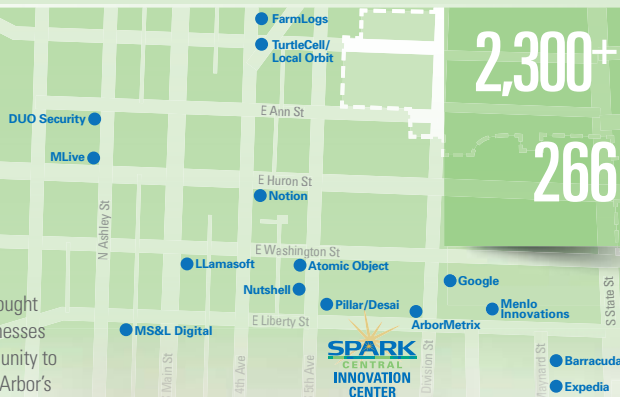 FarmLogs
TurtleCell/
Local Orbit
2,300+
E Ann St
DUO Security
MLive
266
E Huron St
Notion
N Ashley St
E Washington St
LLamasoft
Atomic Object
Nutshell
Google
Pillar/Desai
Menlo
Innovations
ArborMetrix
S State St
E Liberty St
MS&L Digital
SPARK
CENTRAL
INNOVATION
CENTER
Main St
4th Ave
5th Ave
Division St
Maynard St
Barracuda
Expedia
ought
nesses
unity to
Arbor's